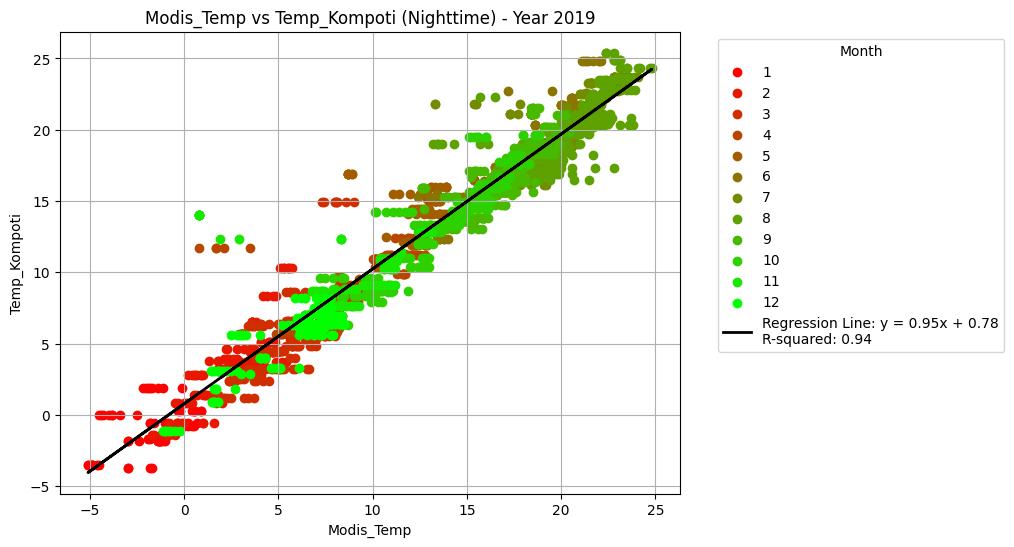 Modis_Temp vs Temp_Kompoti (Nighttime) - Year 2019
Temp_Kompoti
25
20
15
10
5
0
−5
−5 0 5 10 15 20 25
Modis_Temp
Month
1
2
3
4
5
6
7
8
9
10
11
12
Regression Line: y = 0.95x + 0.78
R-squared: 0.94